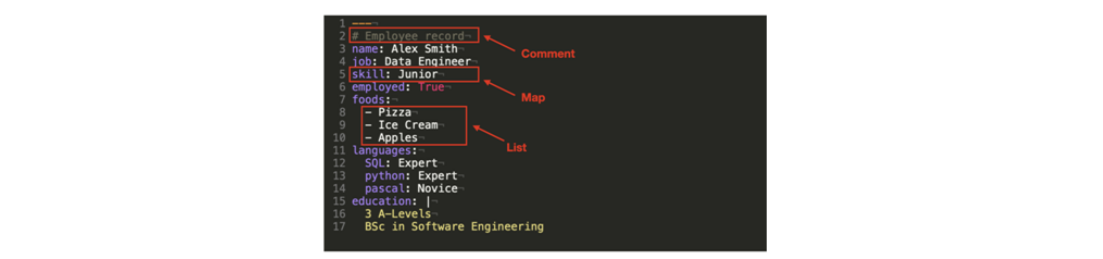 1 ---¬
2 # Employee record¬
Comment
3 name: Alex Smith¬
4 job: Data Engineer¬
5 skill: Junior¬
Map
6 employed: True¬
7 foods:¬
8 - Pizza¬
9 - Ice Cream¬
10 - Apples¬
List
11 languages:¬
12 SQL: Expert¬
13 python: Expert¬
14 pascal: Novice¬
15 education: |¬
16 3 A-Levels¬
17 BSc in Software Engineering